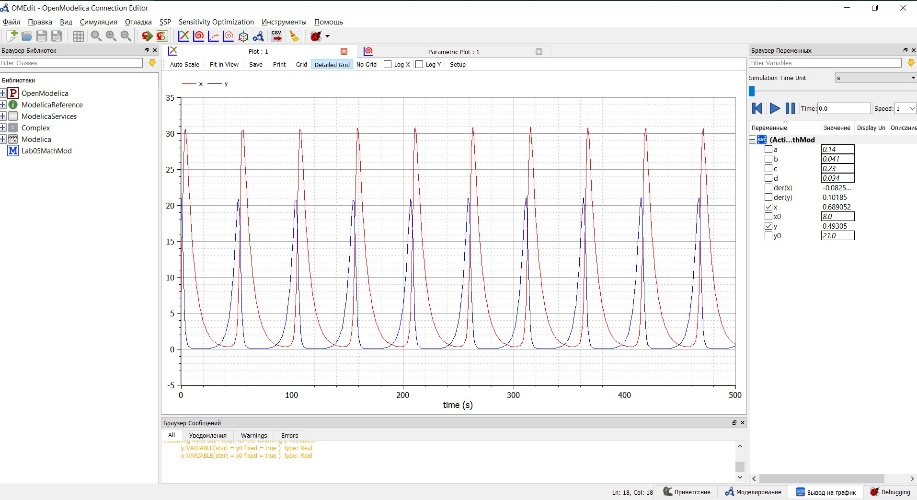 OMEdit - OpenModelica Connection Editor
Файл Правка Вид Симуляция Отладка SSP Sensitivity Optimization Инструменты Помощь
Браузер Библиотек
Filter Classes
Библиотеки
OpenModelica
ModelicaReference
ModelicaServices
Complex
Modelica
Lab05MathMod
Plot : 1
Parametric Plot : 1
Auto Scale Fit in View Save Print Grid Detailed Grid No Grid Log X Log Y Setup
x y
35
30
25
20
15
10
5
0
-5
0 100 200 300 400 500
time (s)
Браузер Сообщений
All Уведомления Warnings Errors
y:VARIABLE(start = y0 fixed = true ) type: Real
x:VARIABLE(start = x0 fixed = true ) type: Real
Браузер Переменных
Filter Variables
Simulation Time Unit s
Time: 0.0 Speed: 1
Переменные Значение Display Un Описание
(Acti...thMod
a 0.14
b 0.041
c 0.23
d 0.034
der(x) -0.0825...
der(y) 0.10185
x 0.689052
x0 8.0
y 0.49305
y0 21.0
Ln: 18, Col: 18 Приветствие Моделирование Вывод на график Debugging